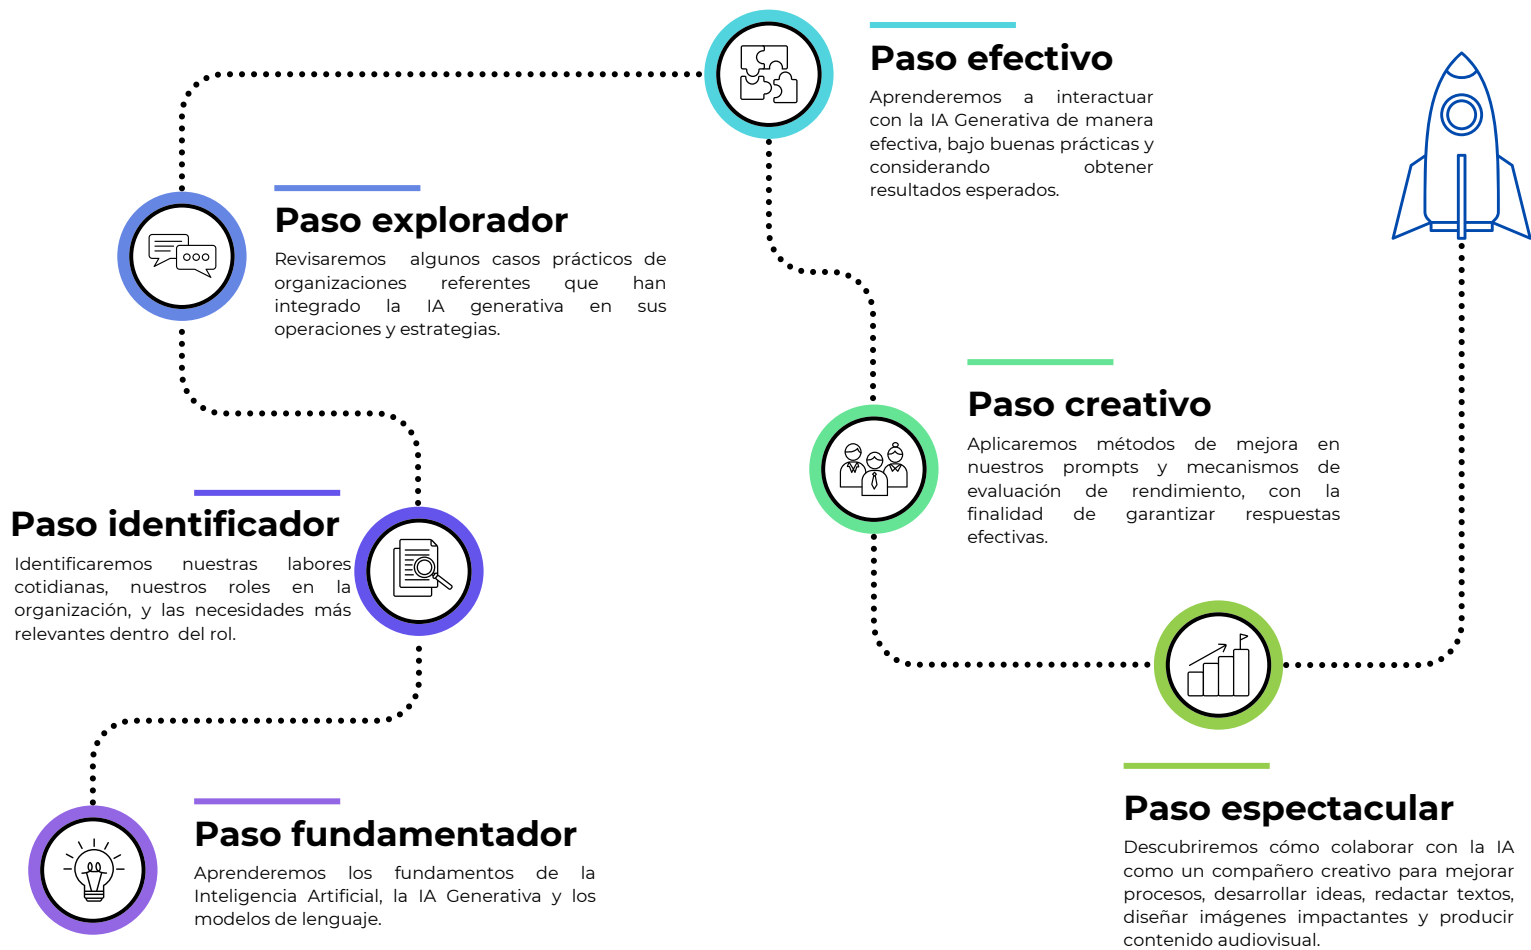 Paso efectivo
Aprenderemos a interactuar
con la IA Generativa de manera
efectiva, bajo buenas prácticas y
considerando obtener
resultados esperados.
Paso explorador
Revisaremos algunos casos prácticos de
organizaciones referentes que han
integrado la IA generativa en sus
operaciones y estrategias.
Paso creativo
Aplicaremos métodos de mejora en
nuestros prompts y mecanismos de
evaluación de rendimiento, con la
finalidad de garantizar respuestas
efectivas.
Paso identificador
Identificaremos nuestras labores
cotidianas, nuestros roles en la
organización, y las necesidades más
relevantes dentro del rol.
Paso fundamentador
Aprenderemos los fundamentos de la
Inteligencia Artificial, la IA Generativa y los
modelos de lenguaje.
Paso espectacular
Descubriremos cómo colaborar con la IA
como un compañero creativo para mejorar
procesos, desarrollar ideas, redactar textos,
diseñar imágenes impactantes y producir
contenido audiovisual.